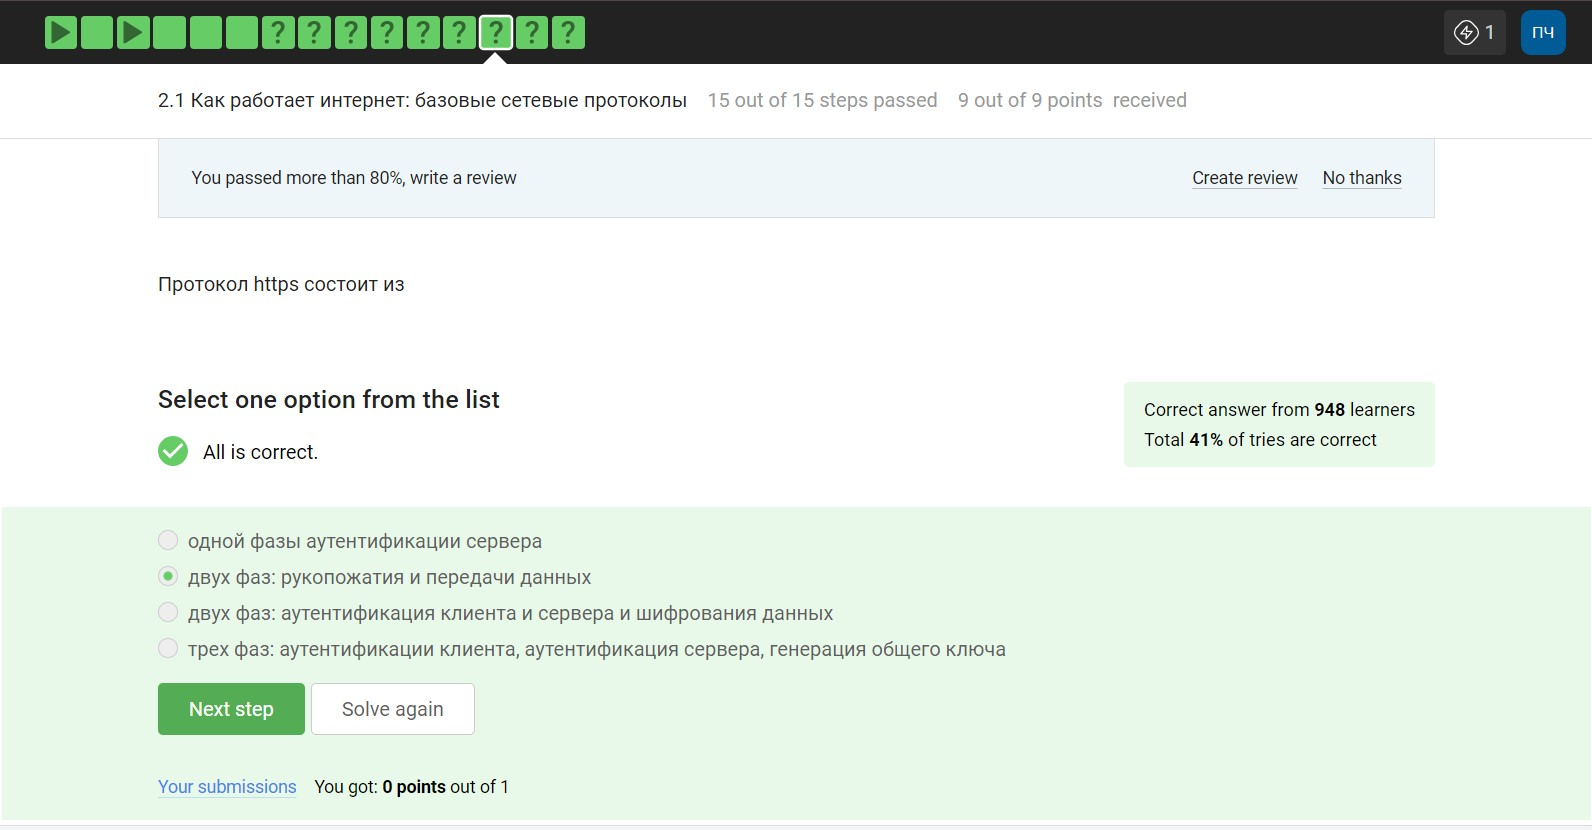 ? ? ? ? ? ? ? ? ?
1
ПЧ
2.1 Как работает интернет: базовые сетевые протоколы 15 out of 15 steps passed 9 out of 9 points received
You passed more than 80%, write a review Create review No thanks
Протокол https состоит из
Select one option from the list
All is correct.
Correct answer from 948 learners
Total 41% of tries are correct
одной фазы аутентификации сервера
двух фаз: рукопожатия и передачи данных
двух фаз: аутентификация клиента и сервера и шифрования данных
трех фаз: аутентификации клиента, аутентификация сервера, генерация общего ключа
Next step Solve again
Your submissions You got: 0 points out of 1